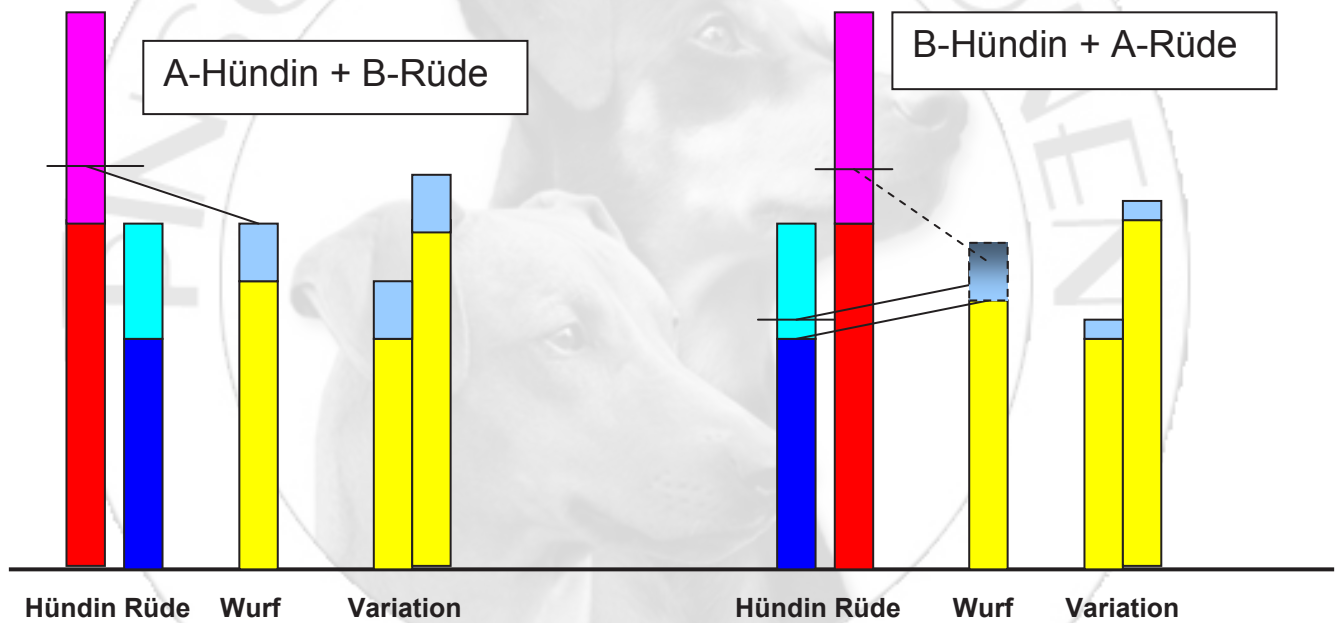 A-Hündin + B-Rüde
B-Hündin + A-Rüde
Hündin Rüde Wurf Variation
Hündin Rüde Wurf Variation